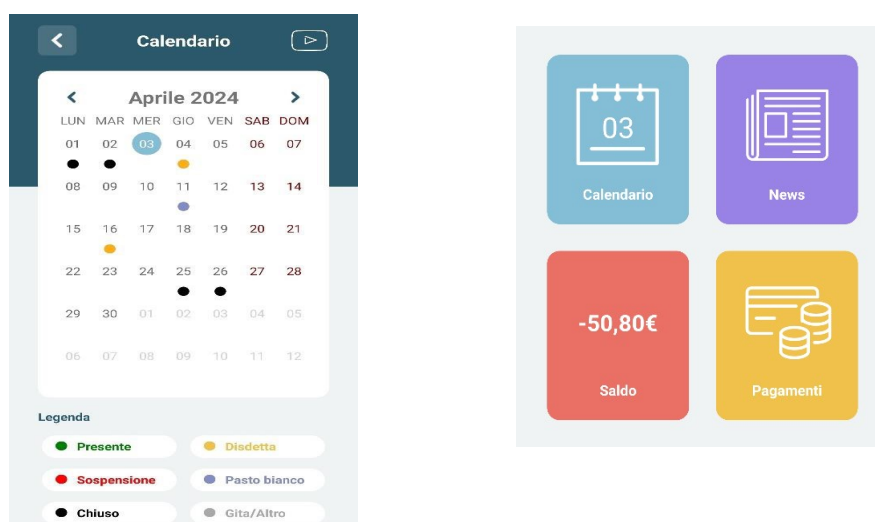 Calendario
Aprile 2024
LUN MAR MER GIO VEN SAB DOM
01 02 03 04 05 06 07
08 09 10 11 12 13 14
15 16 17 18 19 20 21
22 23 24 25 26 27 28
29 30 01 02 03 04 05
06 07 08 09 10 11 12
Legenda
Presente Disdetta
Sospensione Pasto bianco
Chiuso Gita/Altro
03
Calendario News
-50,80€
Saldo Pagamenti